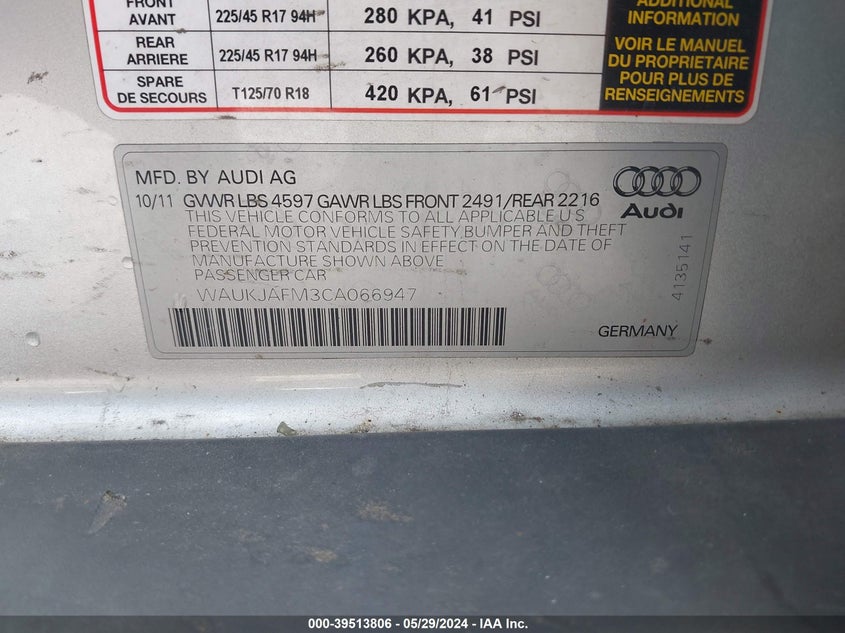 FRONT
AVANT 225/45 R17 94H 280 KPA, 41 PSI
REAR
ARRIERE 225/45 R17 94H 260 KPA, 38 PSI
SPARE
DE SECOURS T125/70 R18 420 KPA, 61 PSI
ADDITIONAL
INFORMATION
VOIR LE MANUEL
DU PROPRIETAIRE
POUR PLUS DE
RENSEIGNEMENTS
MFD. BY AUDI AG
10/11 GVWR LBS 4597 GAWR LBS FRONT 2491/REAR 2216
THIS VEHICLE CONFORMS TO ALL APPLICABLE U S
FEDERAL MOTOR VEHICLE SAFETY,BUMPER AND THEFT
PREVENTION STANDARDS IN EFFECT ON THE DATE OF
MANUFACTURE SHOWN ABOVE
PASSENGER CAR
WAUKJAFM3CA066947
Audi
4135141
GERMANY
000-39513806 - 05/29/2024 - IAA Inc.